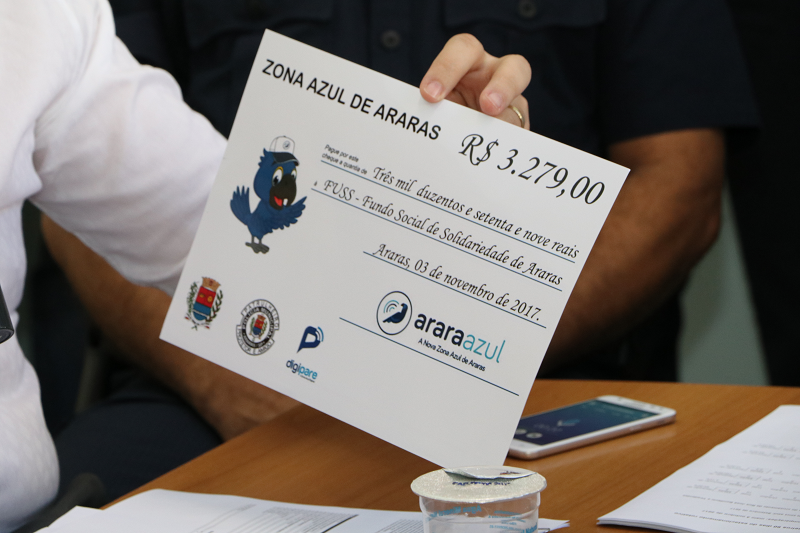 ZONA AZUL DE ARARAS
R$ 3.279,00
Pague por este
cheque a quantia de Três mil duzentos e setenta e nove reais
a FUSS - Fundo Social de Solidariedade de Araras
Araras, 03 de novembro de 2017.
araraazul
A Nova Zona Azul de Araras
digipare